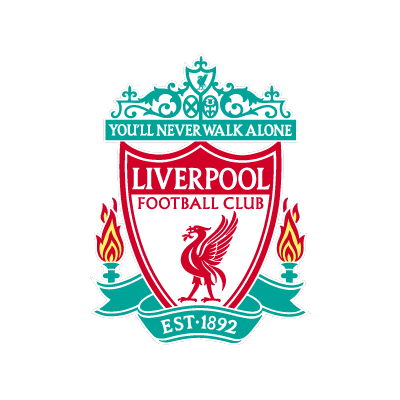 YOU'LL NEVER WALK ALONE
LIVERPOOL
FOOTBALL CLUB
EST·1892